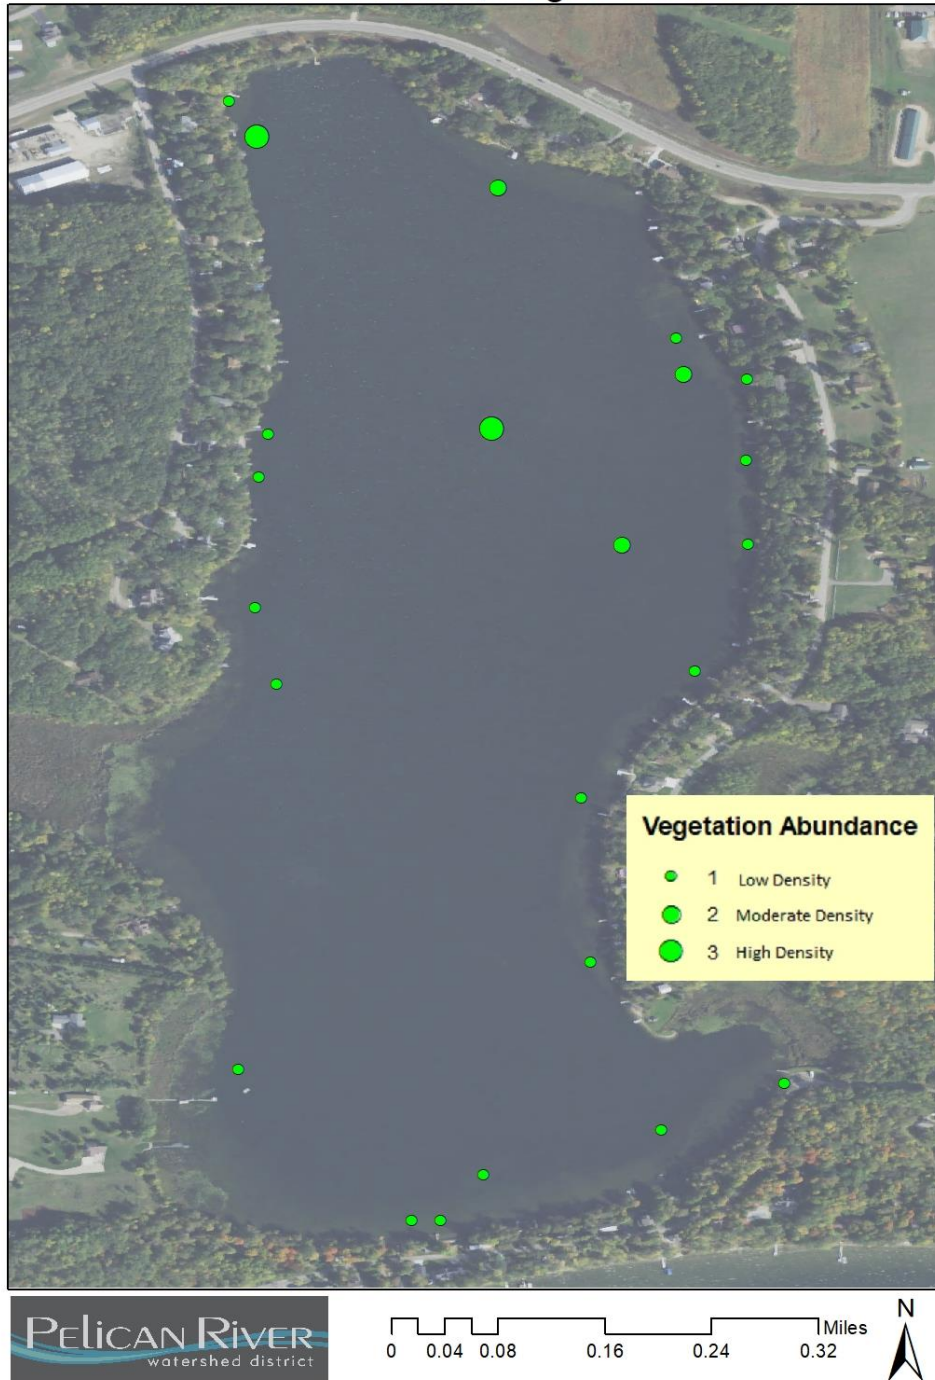 Vegetation Abundance
1 Low Density
2 Moderate Density
3 High Density
PELICAN RIVER
watershed district
0 0.04 0.08 0.16 0.24 0.32 Miles
N